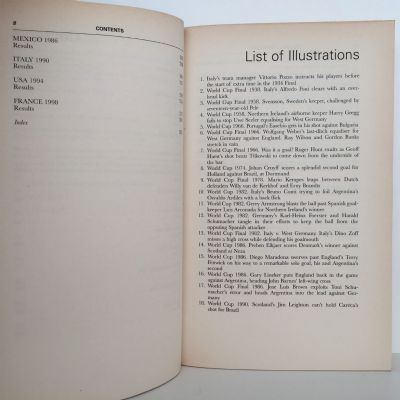 8 CONTENTS
MEXICO 1986
Results
ITALY 1990
Results
USA 1994
Results
FRANCE 1998
Results
Index
List of Illustrations
1. Italy's team manager Vittorio Pozzo instructs his players before
the start of extra time in the 1934 Final
2. World Cup Final 1938. Italy's Alfredo Foni clears with an over-
head kick
3. World Cup Final 1958. Svensson, Sweden's keeper, challenged by
seventeen-year-old Pelé
4. World Cup 1958. Northern Ireland's airborne keeper Harry Gregg
fails to stop Uwe Seeler equalising for West Germany
5. World Cup 1966. Portugal's Eusebio gets in his shot against Bulgaria
6. World Cup Final 1966. Wolfgang Weber's last-ditch equaliser for
West Germany against England. Ray Wilson and Gordon Banks
stretch in vain
7. World Cup Final 1966. Was it a goal? Roger Hunt exults as Geoff
Hurst's shot beats Tilkowski to come down from the underside of
the bar
8. World Cup 1974. Johan Cruyff scores a splendid second goal for
Holland against Brazil, at Dortmund
9. World Cup Final 1978. Mario Kempes leaps between Dutch
defenders Willy van de Kerkhof and Erny Brandts
10. World Cup 1982. Italy's Bruno Conti trying to foil Argentina's
Osvaldo Ardiles with a back flick
11. World Cup 1982. Gerry Armstrong blasts the ball past Spanish goal-
keeper Luis Arconada for Northern Ireland's winner
12. World Cup 1982. Germany's Karl-Heinz Foerster and Harald
Schumacher tangle in their efforts to keep the ball from the
opposing Spanish attacker
13. World Cup Final 1982. Italy v. West Germany. Italy's Dino Zoff
misses a high cross while defending his goalmouth
14. World Cup 1986. Preben Elkjaer scores Denmark's winner against
Scotland at Neza
15. World Cup 1986. Diego Maradona swerves past England's Terry
Fenwick on his way to a remarkable solo goal, his and Argentina's
second
16. World Cup 1986. Gary Lineker puts England back in the game
against Argentina, heading John Barnes' left-wing cross
17. World Cup Final 1986. Jose Luis Brown exploits Toni Schu-
macher's error and heads Argentina into the lead against Ger-
many
18. World Cup 1990. Scotland's Jim Leighton can't hold Careca's
shot for Brazil